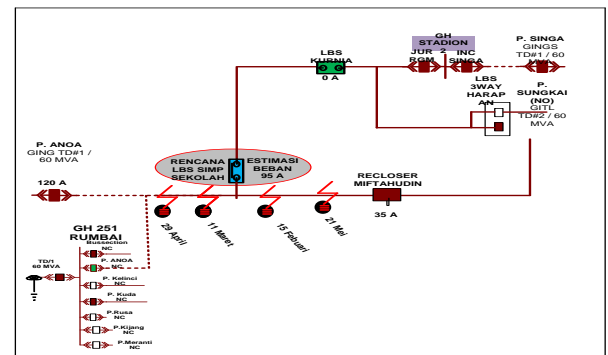 GH
STADION
2
LBS
KURNIA
0 A
JUR
RGM
INC
SINGA
P. SINGA
GINGS
TD#1 / 60
MVA
LBS
3WAY
HARAP
AN
P.
SUNGKAI
(NO)
GITL
TD#2 / 60
MVA
P. ANOA
GING TD#1 /
60 MVA
120 A
RENCANA
LBS SIMP
SEKOLAH
ESTIMASI
BEBAN
95 A
RECLOSER
MIFTAHUDIN
35 A
29 April
11 Maret
15 Febuari
21 Mei
GH 251
RUMBAI
Bussection
NC
TD/1
60 MVA
P. ANOA
NC
P. Kelinci
NC
P. Kuda
NC
P.Rusa
NC
P.Kijang
NC
P.Meranti
NC